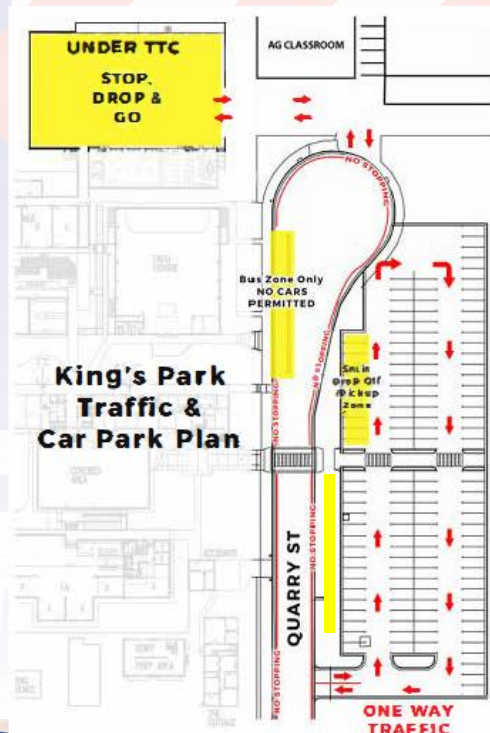 UNDER TTC
STOP,
DROP &
GO
AG CLASSROOM
NO STOPPING
Bus Zone Only
NO CARS
PERMITTED
NO STOPPING
5min
Drop Off
/Pickup
Zone
King's Park
Traffic &
Car Park Plan
NO STOPPING
COVERED
AREA
NO STOPPING
QUARRY ST
NO STOPPING
ONE WAY
TRAFFIC